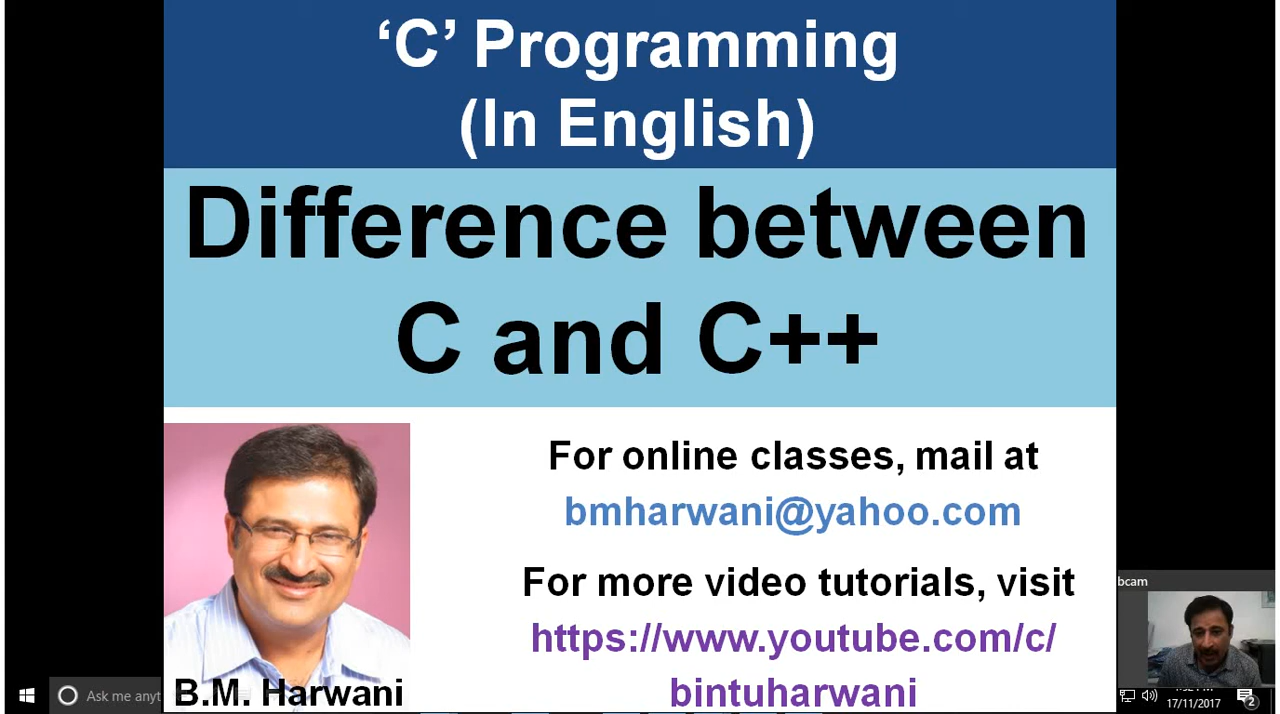 ‘C’ Programming
(In English)
Difference between
C and C++
For online classes, mail at
bmharwani@yahoo.com
For more video tutorials, visit
https://www.youtube.com/c/
bintuharwani
B.M. Harwani
bcam
Ask me anyt
17/11/2017
2